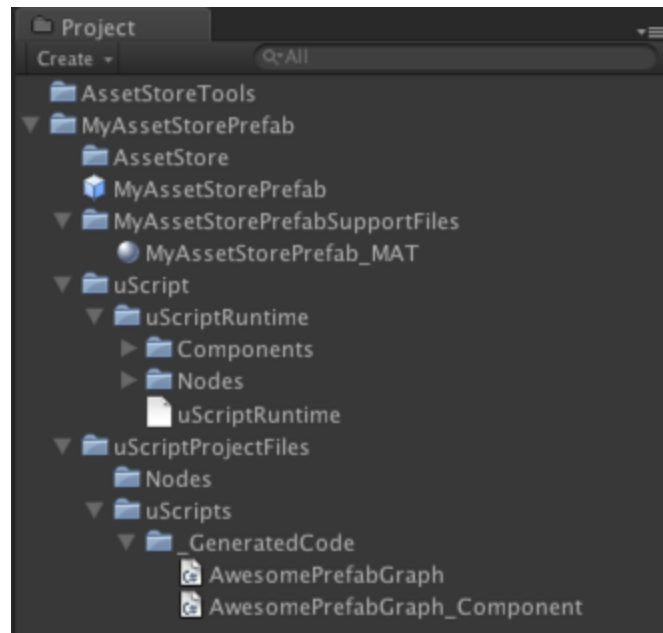 Project
Create
All
AssetStoreTools
MyAssetStorePrefab
AssetStore
MyAssetStorePrefab
MyAssetStorePrefabSupportFiles
MyAssetStorePrefab_MAT
uScript
uScriptRuntime
Components
Nodes
uScriptRuntime
uScriptProjectFiles
Nodes
uScripts
_GeneratedCode
AwesomePrefabGraph
AwesomePrefabGraph_Component